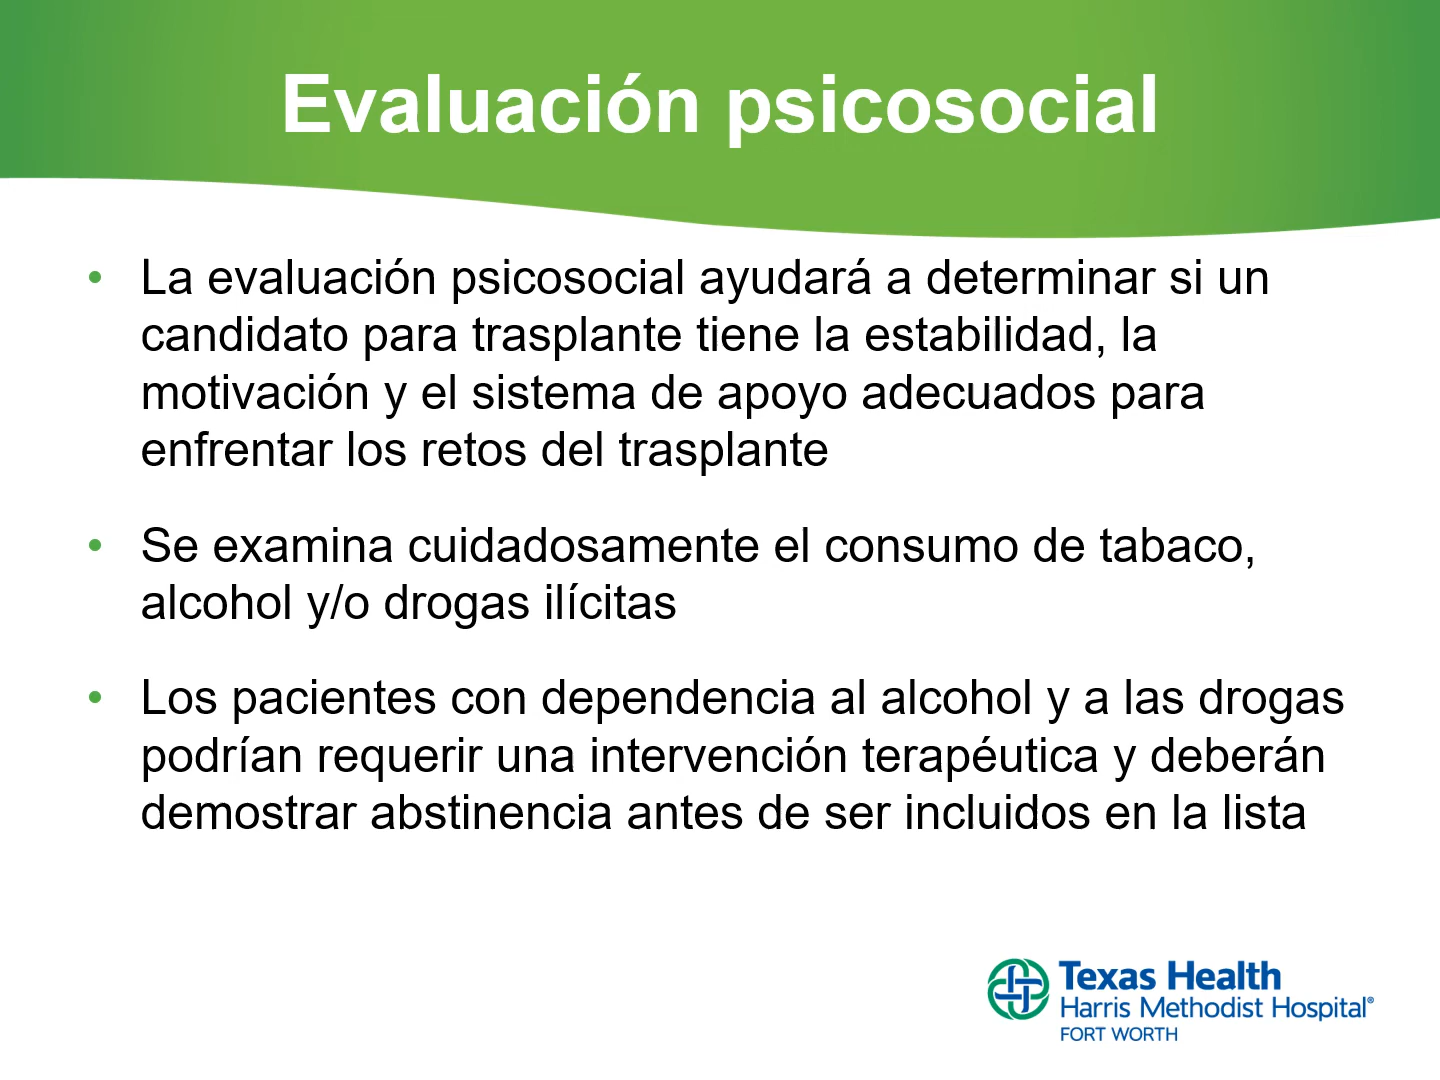 Evaluación psicosocial
• La evaluación psicosocial ayudará a determinar si un
candidato para trasplante tiene la estabilidad, la
motivación y el sistema de apoyo adecuados para
enfrentar los retos del trasplante
• Se examina cuidadosamente el consumo de tabaco,
alcohol y/o drogas ilícitas
• Los pacientes con dependencia al alcohol y a las drogas
podrían requerir una intervención terapéutica y deberán
demostrar abstinencia antes de ser incluidos en la lista
Texas Health
Harris Methodist Hospital®
FORT WORTH